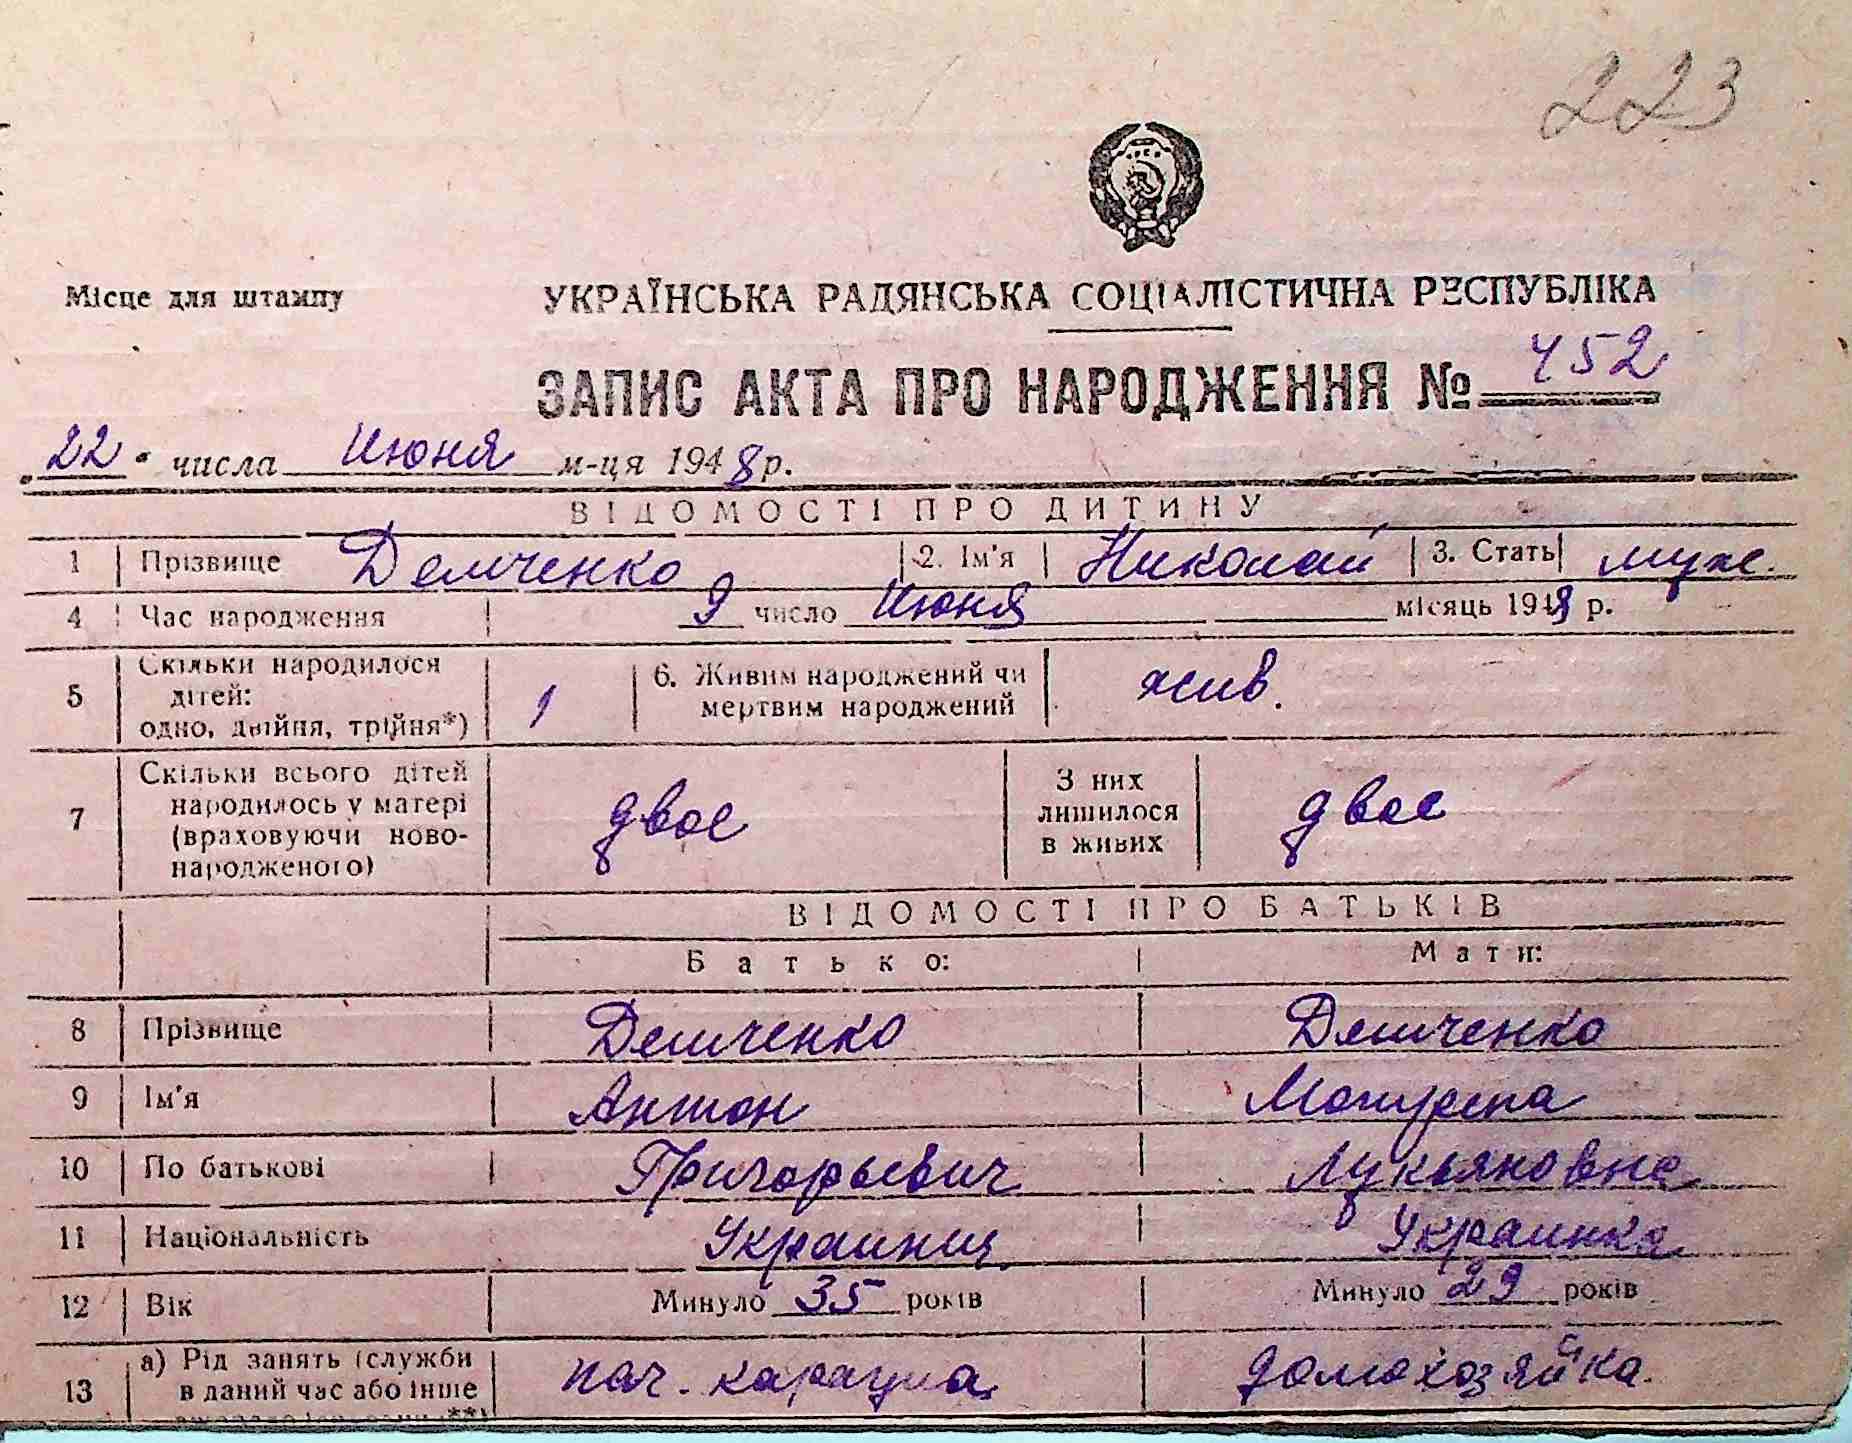 223
Місце для штампу
УКРАЇНСЬКА РАДЯНСЬКА СОЦІАЛІСТИЧНА РЕСПУБЛІКА
ЗАПИС АКТА ПРО НАРОДЖЕННЯ № 452
„22“ числа Июня м-ця 1948 р.
ВІДОМОСТІ ПРО ДИТИНУ
1 Прізвище Демченко 2. Ім'я Николай 3. Стать муж.
4 Час народження 9 число Июня місяць 1948 р.
5 Скільки народилося дітей: одно, двійня, трійня*) 1 6. Живим народжений чи мертвим народжений жив.
7 Скільки всього дітей народилось у матері (враховуючи ново-народженого) двое З них лишилося в живих двое
ВІДОМОСТІ ПРО БАТЬКІВ
Батько: Мати:
8 Прізвище Демченко Демченко
9 Ім'я Антон
10 По батькові Григорьевич Лукьяновна
11 Національність Украинец Украинка
12 Вік Минуло 35 років Минуло 29 років
13 а) Рід занять (служби в даний час або інше нач. караула домохозяйка.